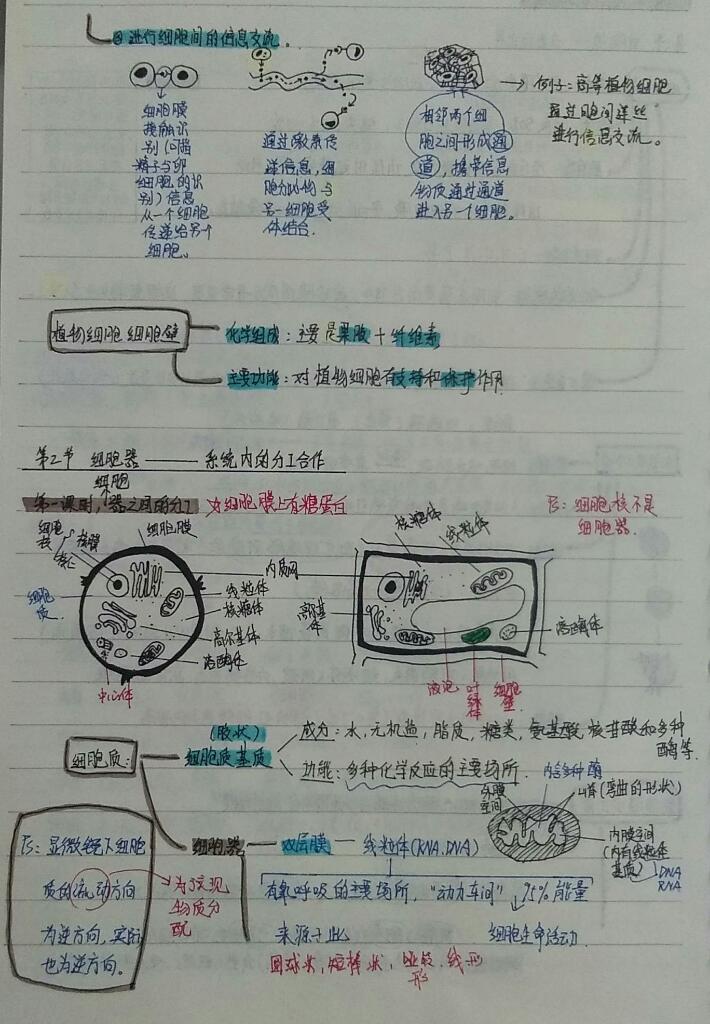 ③进行细胞间的信息交流。
细胞膜
接触识
别(同指
精子与卵
细胞的识
别)信息
从一个细胞
传递给另个
细胞。
通过激素传
递信息,细
胞分泌物与
另一细胞受
体结合.
相邻两个细
胞之间形成通
道,携带信息
物质通过通道
进入另一个细胞。
→ 例子:高等植物细胞
通过胞间连丝
进行信息交流。
植物细胞细胞壁
化学组成:主要是果胶+纤维素
主要功能:对植物细胞有支持和保护作用
第2节 细胞器 —— 系统内的分工合作
第一课时,细胞器之间的分工
☆细胞膜上有糖蛋白
Ps:细胞核不是
细胞器.
细胞
核
核膜
核仁
细胞膜
细胞
质
内质网
线粒体
核糖体
高尔基体
溶酶体
中心体
核糖体
线粒体
高尔基
体
溶酶体
液泡
叶
绿
体
细胞
壁
细胞质:
(胶状)
细胞质基质
成分:水,无机盐,脂质,糖类,氨基酸,核苷酸和多种
酶等.
功能:多种化学反应的主要场所.
细胞器
双层膜 — 线粒体(RNA.DNA)
外膜
空间
内含多种酶
山脊(弯曲的形状)
内膜空间
(内有线粒体
基质)
DNA
RNA
有氧呼吸的主要场所,“动力车间” 95%能量
来源于此
细胞生命活动.
圆球状,短棒状,哑铃形,线形
Ps:显微镜下细胞
质的流动方向
为逆方向,实际
也为逆方向。
为了实现
物质分
配